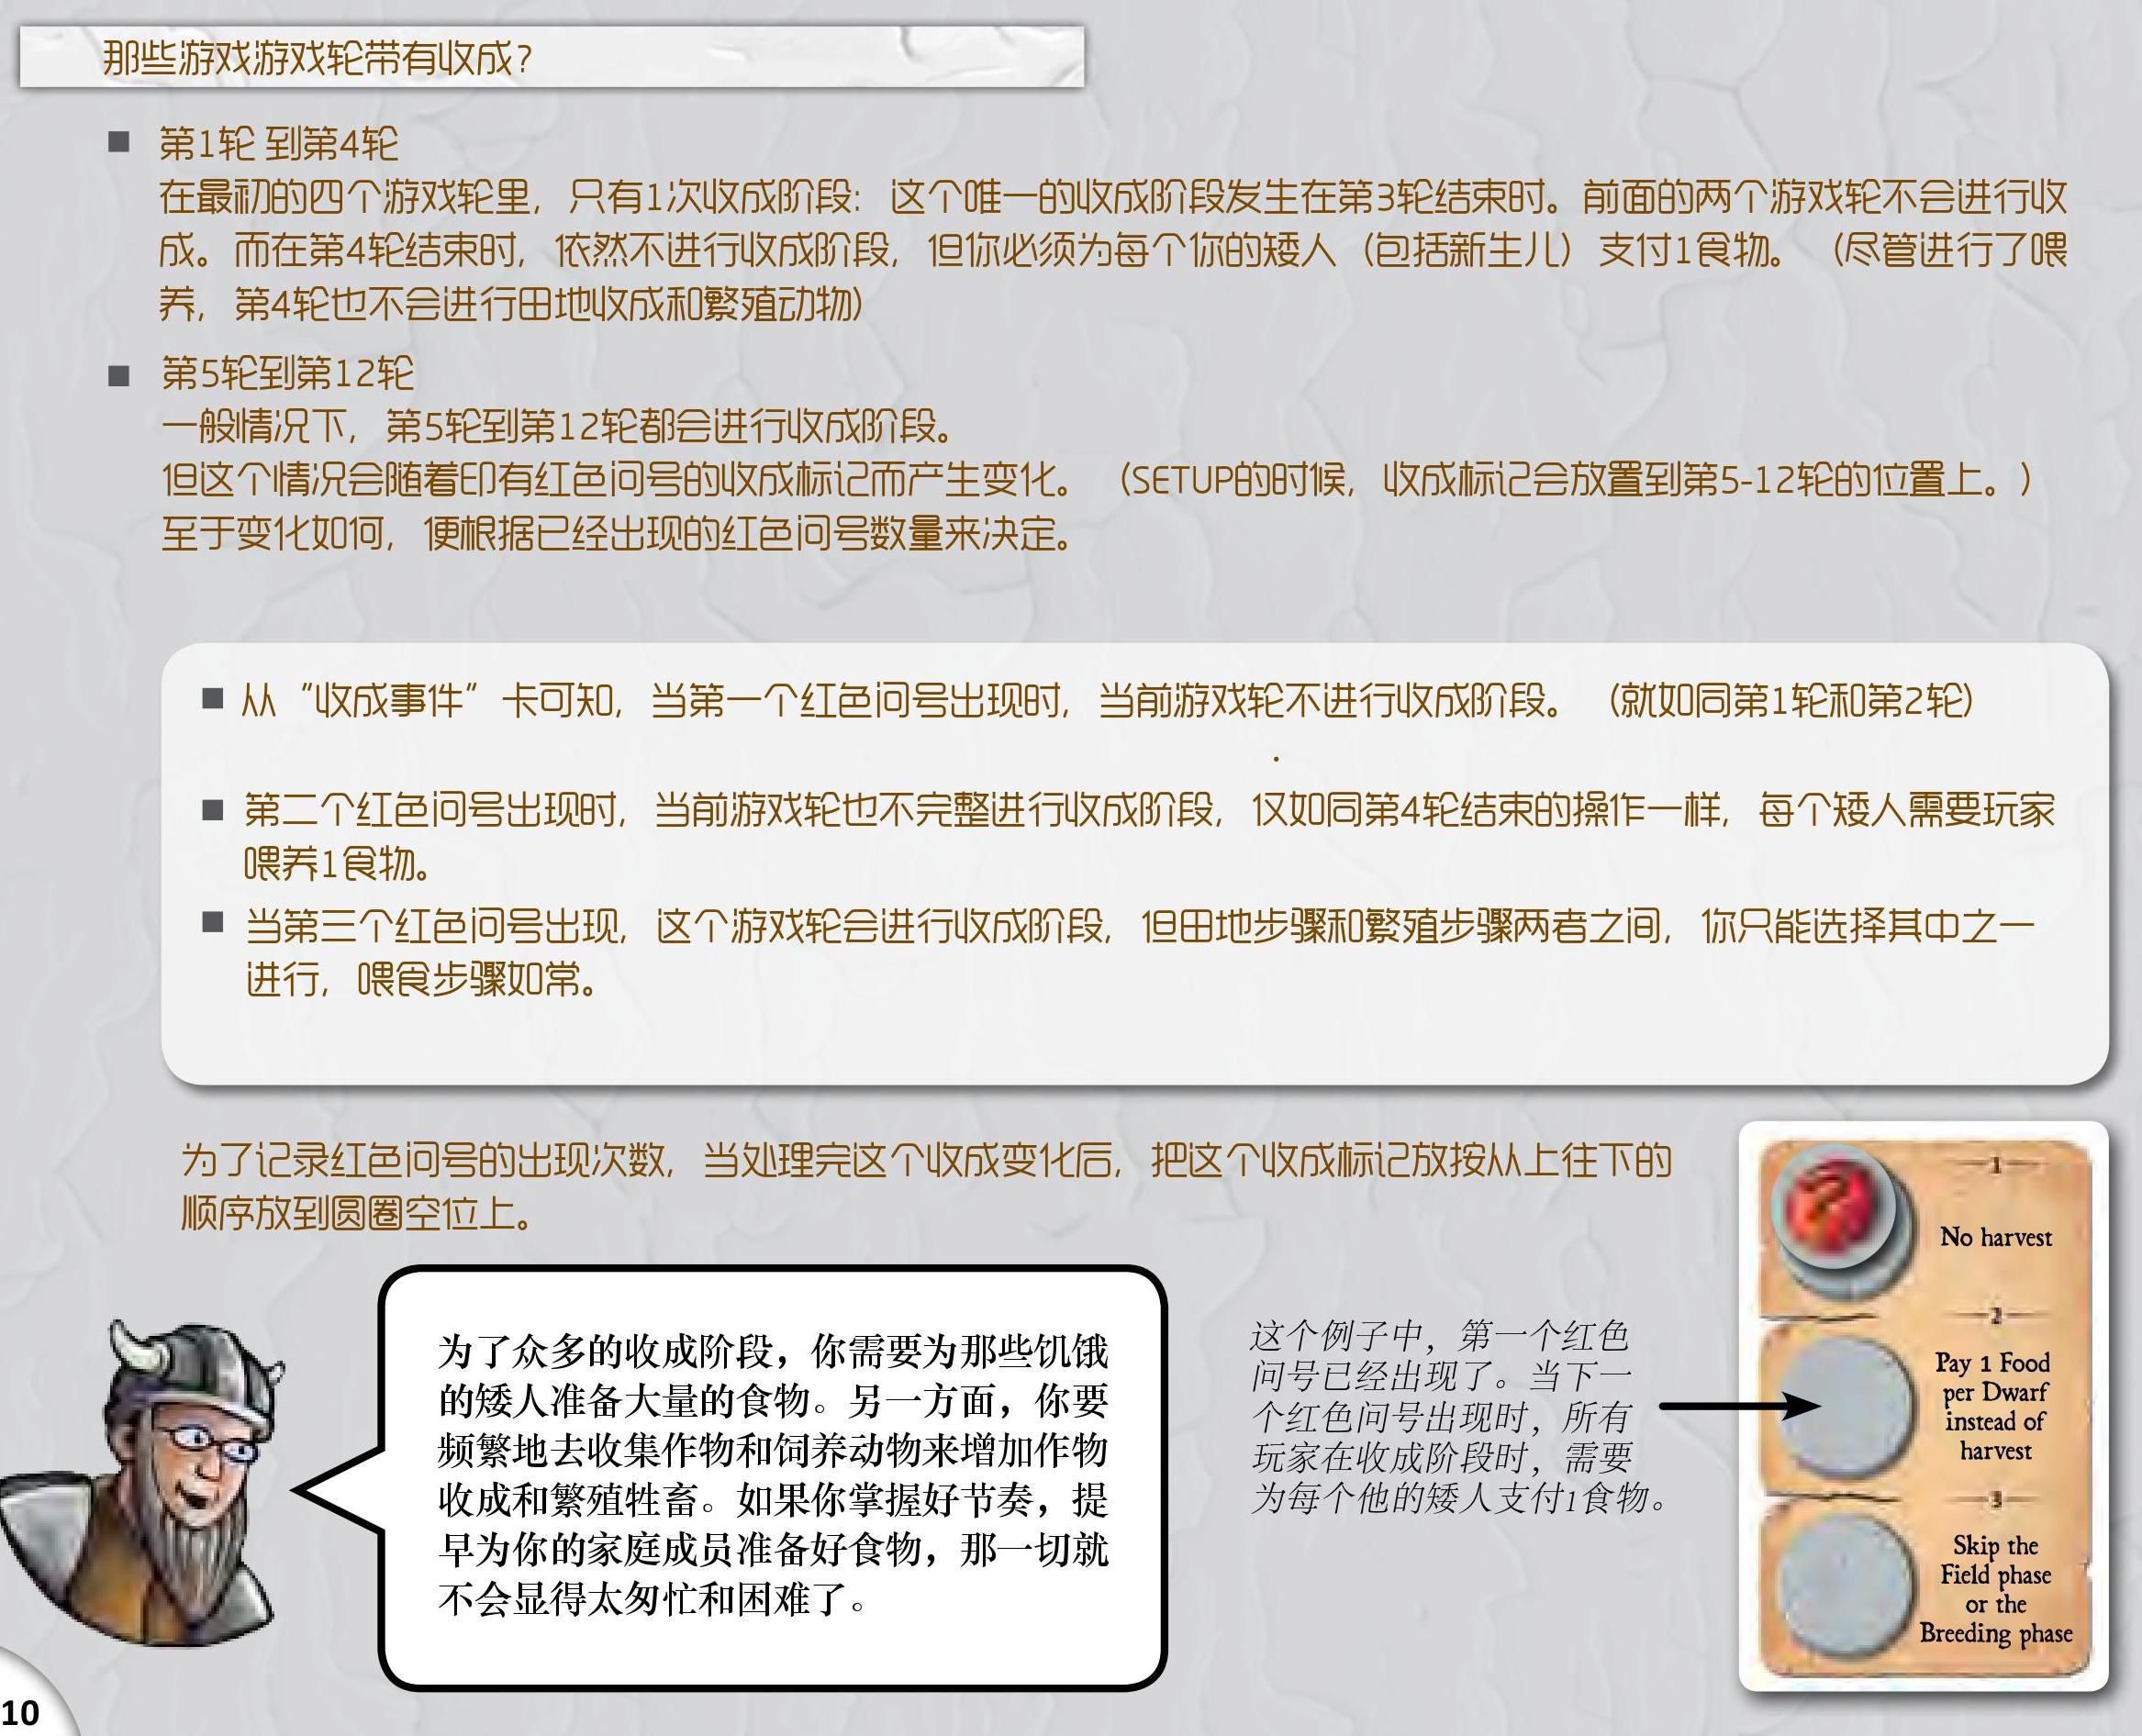 那些游戏游戏轮带有收成?
■ 第1轮 到第4轮
在最初的四个游戏轮里，只有1次收成阶段：这个唯一的收成阶段发生在第3轮结束时。前面的两个游戏轮不会进行收
成。而在第4轮结束时，依然不进行收成阶段，但你必须为每个你的矮人（包括新生儿）支付1食物。（尽管进行了喂
养，第4轮也不会进行田地收成和繁殖动物）
■ 第5轮到第12轮
一般情况下，第5轮到第12轮都会进行收成阶段。
但这个情况会随着印有红色问号的收成标记而产生变化。（SETUP的时候，收成标记会放置到第5-12轮的位置上。）
至于变化如何，便根据已经出现的红色问号数量来决定。
■ 从“收成事件”卡可知，当第一个红色问号出现时，当前游戏轮不进行收成阶段。（就如同第1轮和第2轮）
.
■ 第二个红色问号出现时，当前游戏轮也不完整进行收成阶段，仅如同第4轮结束的操作一样，每个矮人需要玩家
喂养1食物。
■ 当第三个红色问号出现，这个游戏轮会进行收成阶段，但田地步骤和繁殖步骤两者之间，你只能选择其中之一
进行，喂食步骤如常。
为了记录红色问号的出现次数，当处理完这个收成变化后，把这个收成标记放按从上往下的
顺序放到圆圈空位上。
为了众多的收成阶段，你需要为那些饥饿
的矮人准备大量的食物。另一方面，你要
频繁地去收集作物和饲养动物来增加作物
收成和繁殖牲畜。如果你掌握好节奏，提
早为你的家庭成员准备好食物，那一切就
不会显得太匆忙和困难了。
这个例子中，第一个红色
问号已经出现了。当下一
个红色问号出现时，所有
玩家在收成阶段时，需要
为每个他的矮人支付1食物。
?
1
No harvest
2
Pay 1 Food
per Dwarf
instead of
harvest
3
Skip the
Field phase
or the
Breeding phase
10